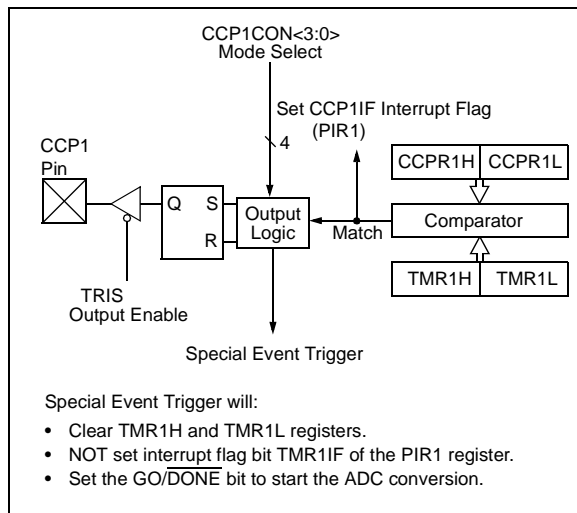 CCP1CON<3:0>
Mode Select
Set CCP1IF Interrupt Flag
(PIR1)
4
CCP1
Pin
CCPR1H CCPR1L
Q S
R
Output
Logic
Match
Comparator
TMR1H TMR1L
TRIS
Output Enable
Special Event Trigger
Special Event Trigger will:
• Clear TMR1H and TMR1L registers.
• NOT set interrupt flag bit TMR1IF of the PIR1 register.
• Set the GO/D̅O̅N̅E̅ bit to start the ADC conversion.